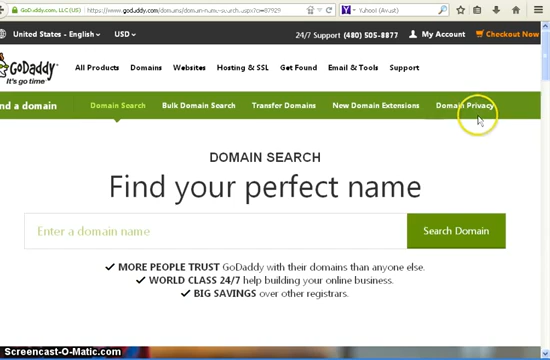 GoDaddy.com, LLC (US) https://www.godaddy.com/domains/domain-name-search.aspx? Yahoo! (Avast)
United States - English USD 24/7 Support (480) 505-8877 My Account Checkout Now
GoDaddy All Products Domains Websites Hosting & SSL Get Found Email & Tools Support
It's go time
nd a domain Domain Search Bulk Domain Search Transfer Domains New Domain Extensions Domain Privacy
DOMAIN SEARCH
Find your perfect name
Enter a domain name Search Domain
MORE PEOPLE TRUST GoDaddy with their domains than anyone else.
WORLD CLASS 24/7 help building your online business.
BIG SAVINGS over other registrars.
Screencast-O-Matic.com